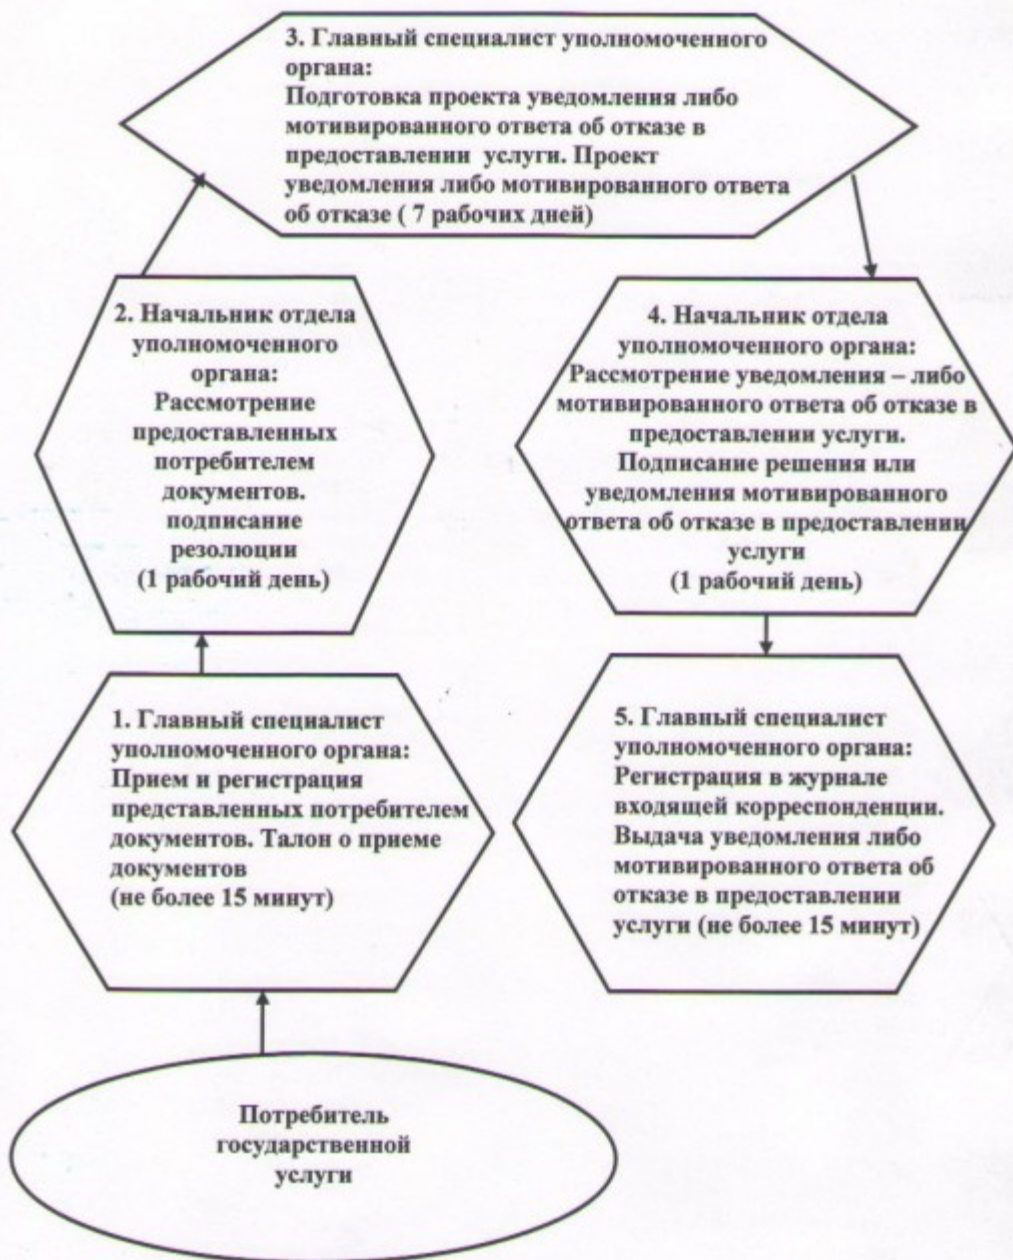 3. Главный специалист уполномоченного
органа:
Подготовка проекта уведомления либо
мотивированного ответа об отказе в
предоставлении услуги. Проект
уведомления либо мотивированного ответа
об отказе ( 7 рабочих дней)
2. Начальник отдела
уполномоченного
органа:
Рассмотрение
предоставленных
потребителем
документов.
подписание
резолюции
(1 рабочий день)
4. Начальник отдела
уполномоченного органа:
Рассмотрение уведомления – либо
мотивированного ответа об отказе в
предоставлении услуги.
Подписание решения или
уведомления мотивированного
ответа об отказе в предоставлении
услуги
(1 рабочий день)
1. Главный специалист
уполномоченного органа:
Прием и регистрация
представленных потребителем
документов. Талон о приеме
документов
(не более 15 минут)
5. Главный специалист
уполномоченного органа:
Регистрация в журнале
входящей корреспонденции.
Выдача уведомления либо
мотивированного ответа об
отказе в предоставлении
услуги (не более 15 минут)
Потребитель
государственной
услуги